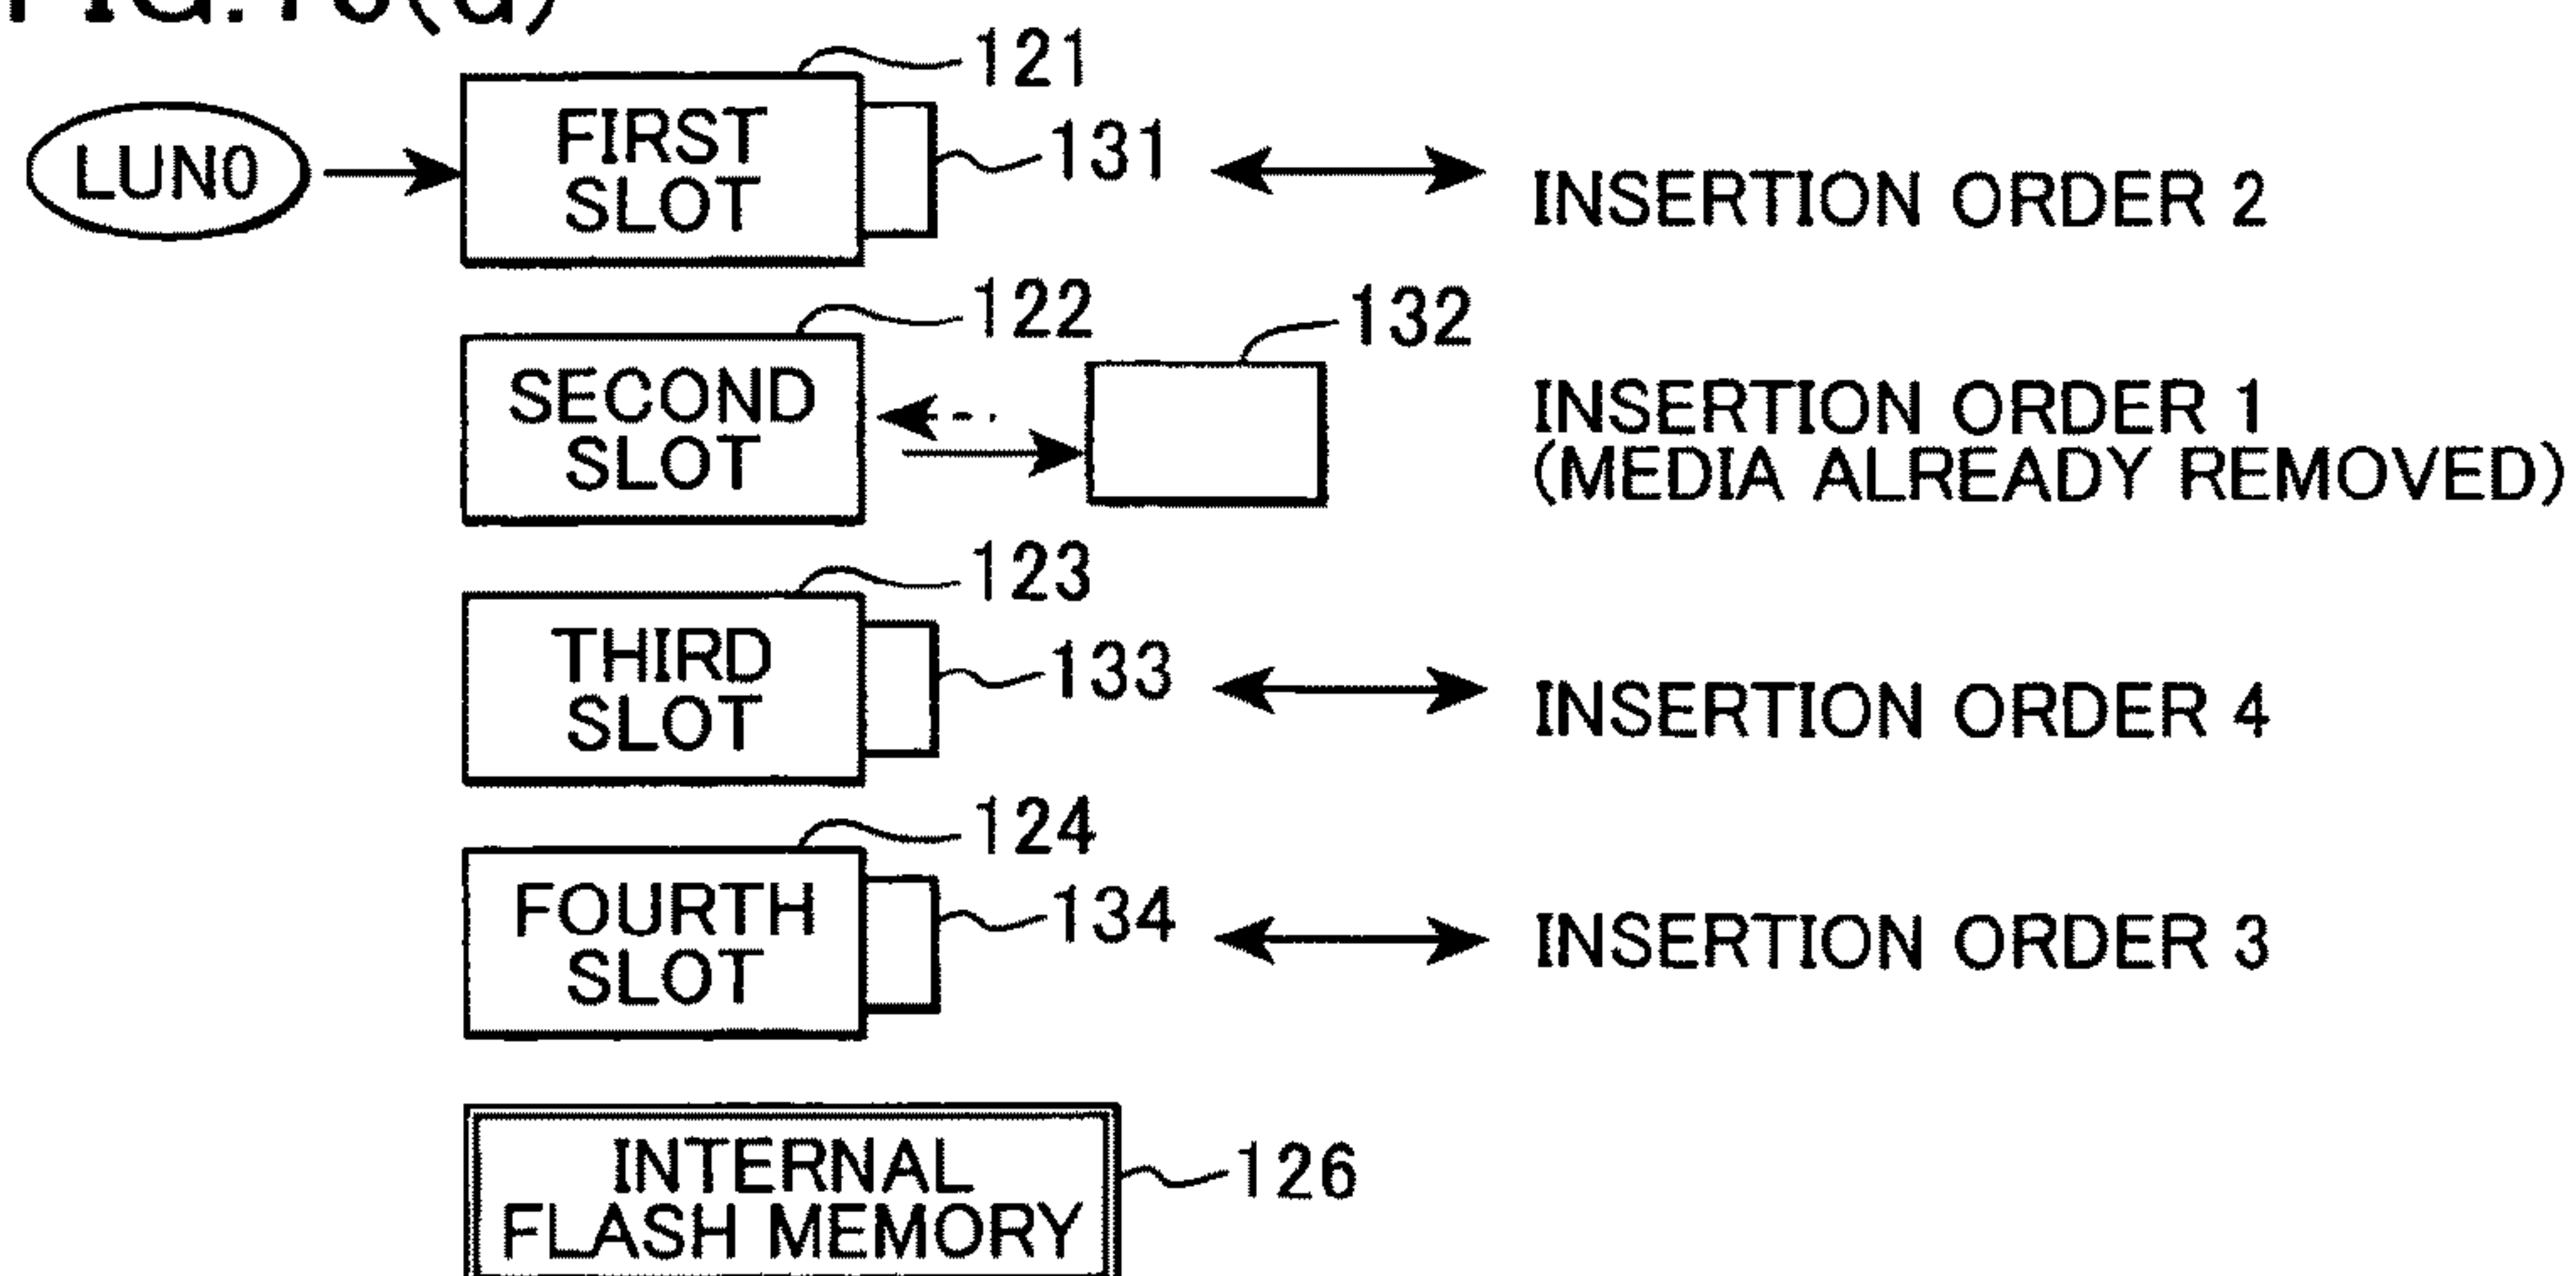 121
LUN0
FIRST
SLOT
131
INSERTION ORDER 2
122
132
SECOND
SLOT
INSERTION ORDER 1
(MEDIA ALREADY REMOVED)
123
THIRD
SLOT
133
INSERTION ORDER 4
124
FOURTH
SLOT
134
INSERTION ORDER 3
INTERNAL
FLASH MEMORY
126